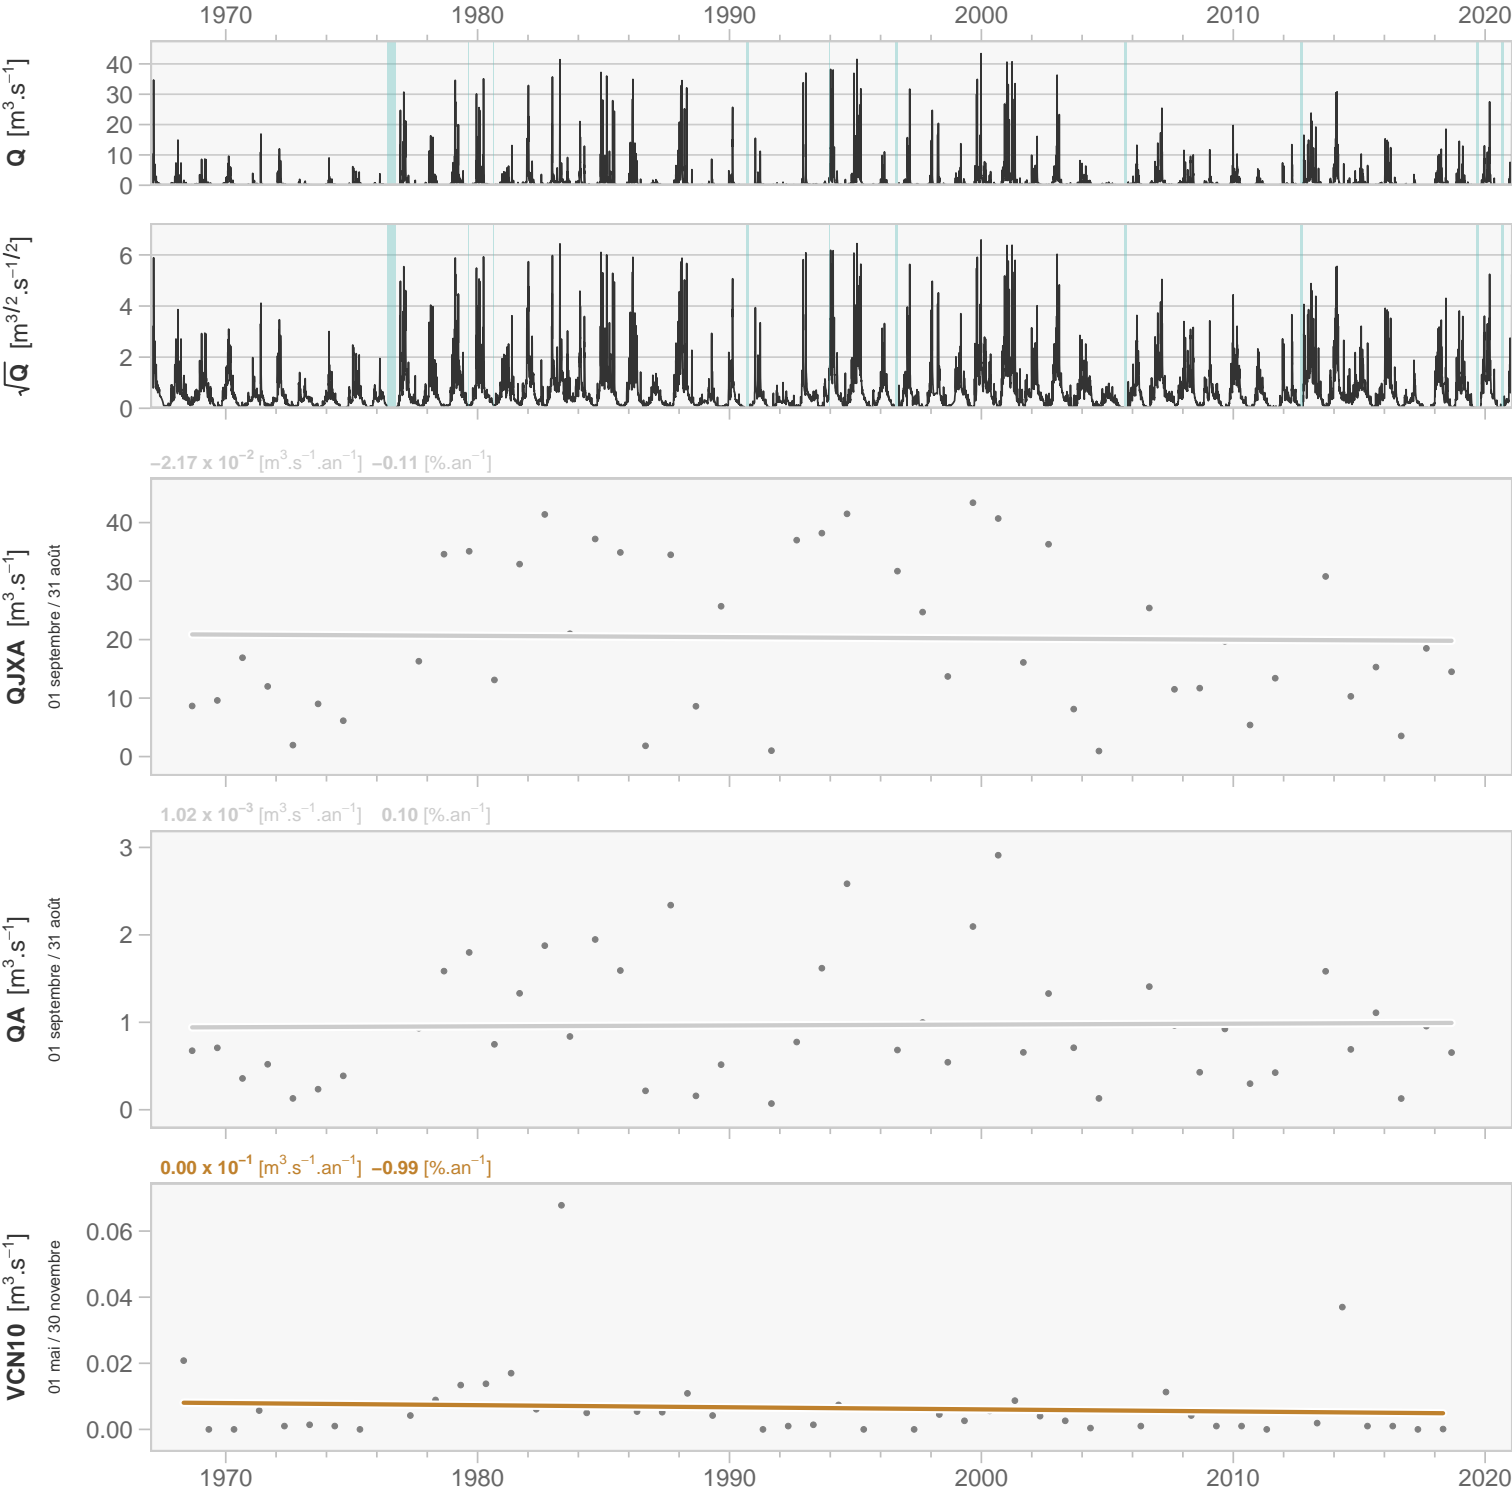 1970 1980 1990 2000 2010 2020
Q [m³.s⁻¹]
40
30
20
10
0
√Q [m³ᐟ².s⁻¹ᐟ²]
6
4
2
0
−2.17 x 10⁻² [m³.s⁻¹.an⁻¹] −0.11 [%.an⁻¹]
QJXA [m³.s⁻¹]
01 septembre / 31 août
40
30
20
10
0
1.02 x 10⁻³ [m³.s⁻¹.an⁻¹] 0.10 [%.an⁻¹]
QA [m³.s⁻¹]
01 septembre / 31 août
3
2
1
0
0.00 x 10⁻¹ [m³.s⁻¹.an⁻¹] −0.99 [%.an⁻¹]
VCN10 [m³.s⁻¹]
01 mai / 30 novembre
0.06
0.04
0.02
0.00
1970 1980 1990 2000 2010 2020